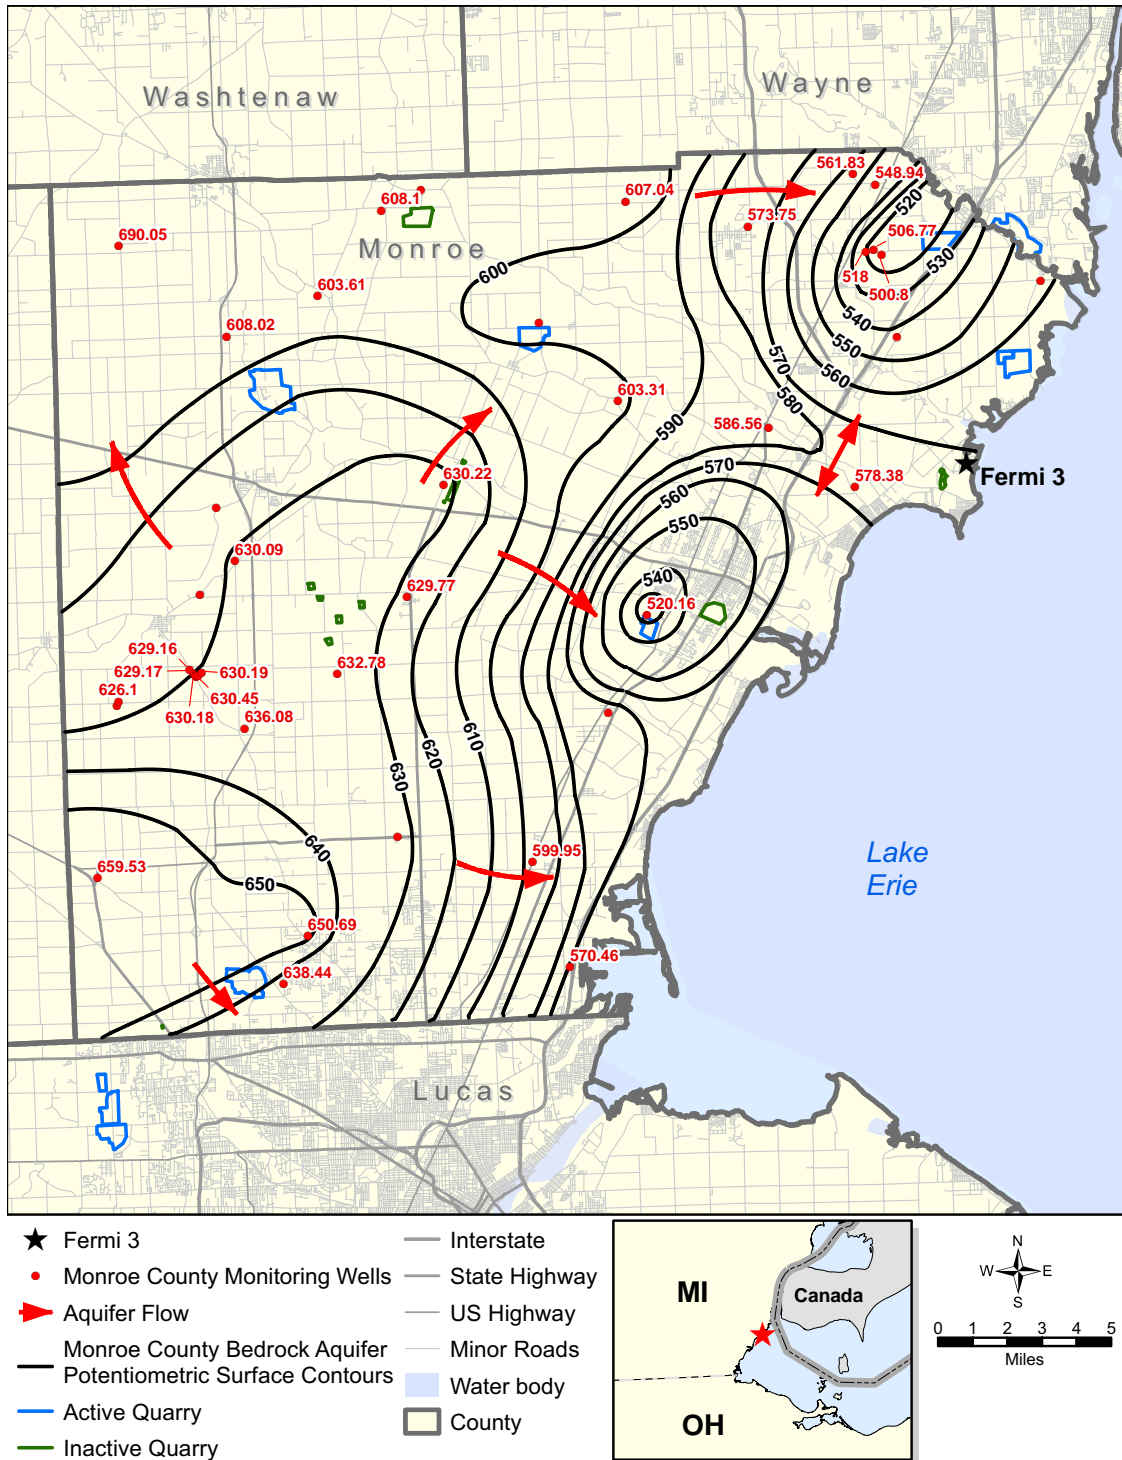 Washtenaw
Wayne
561.83
548.94
608.1
607.04
520
573.75
690.05
Monroe
506.77
530
518
600
500.8
603.61
608.02
540
550
570
560
603.31
580
590
586.56
570
630.22
578.38
Fermi 3
560
550
630.09
540
629.77
520.16
629.16
629.17
630.19
632.78
626.1
630.45
630.18
636.08
610
620
630
640
599.95
Lake
Erie
659.53
650
650.69
570.46
638.44
Lucas
Fermi 3
Monroe County Monitoring Wells
Aquifer Flow
Monroe County Bedrock Aquifer
Potentiometric Surface Contours
Active Quarry
Inactive Quarry
Interstate
State Highway
US Highway
Minor Roads
Water body
County
MI
Canada
OH
N
W E
S
0 1 2 3 4 5
Miles